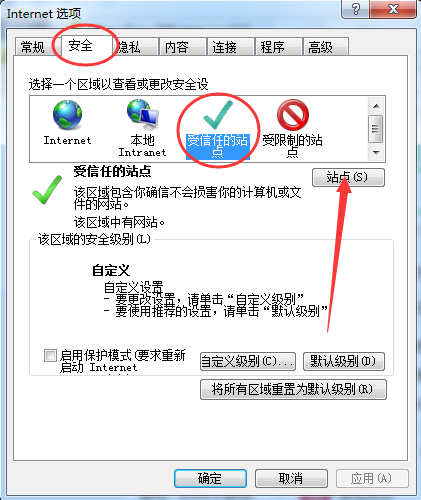 Internet 选项
常规
安全
隐私
内容
连接
程序
高级
选择一个区域以查看或更改安全设
Internet
本地
Intranet
受信任的站
点
受限制的站
点
受信任的站点
站点(S)
该区域包含你确信不会损害你的计算机或文
件的网站。
该区域中有网站。
该区域的安全级别(L)
自定义
自定义设置
- 要更改设置，请单击“自定义级别”
- 要使用推荐的设置，请单击“默认级别”
启用保护模式(要求重新
启动 Internet
自定义级别(C)...
默认级别(D)
将所有区域重置为默认级别(R)
确定
取消
应用(A)